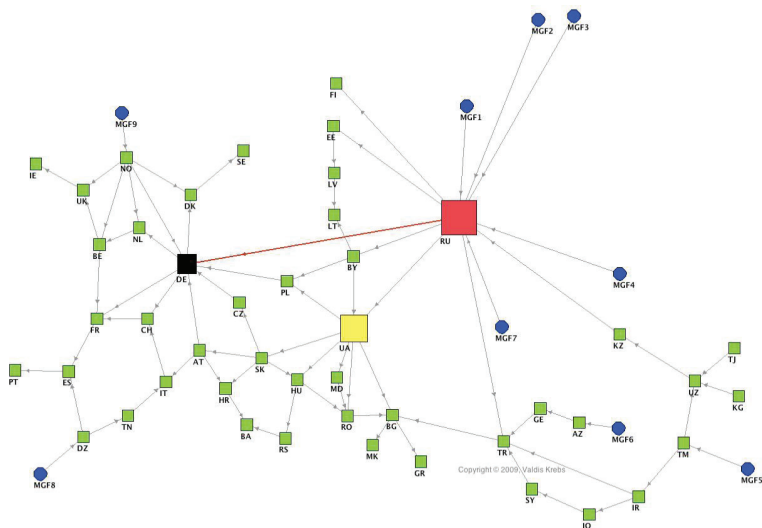 MGF2
MGF3
FI
MGF1
EE
MGF9
SE
NO
IE
LV
UK
DK
LT
RU
NL
BE
BY
DE
PL
MGF4
CZ
FR
CH
MGF7
KZ
UA
AT
SK
TJ
PT
ES
IT
HU
MD
UZ
KG
HR
TN
RO
BG
GE
AZ
MGF6
BA
RS
DZ
MK
TR
TM
GR
Copyright © 2009, Valdis Krebs
MGF8
MGF5
SY
IR
JO